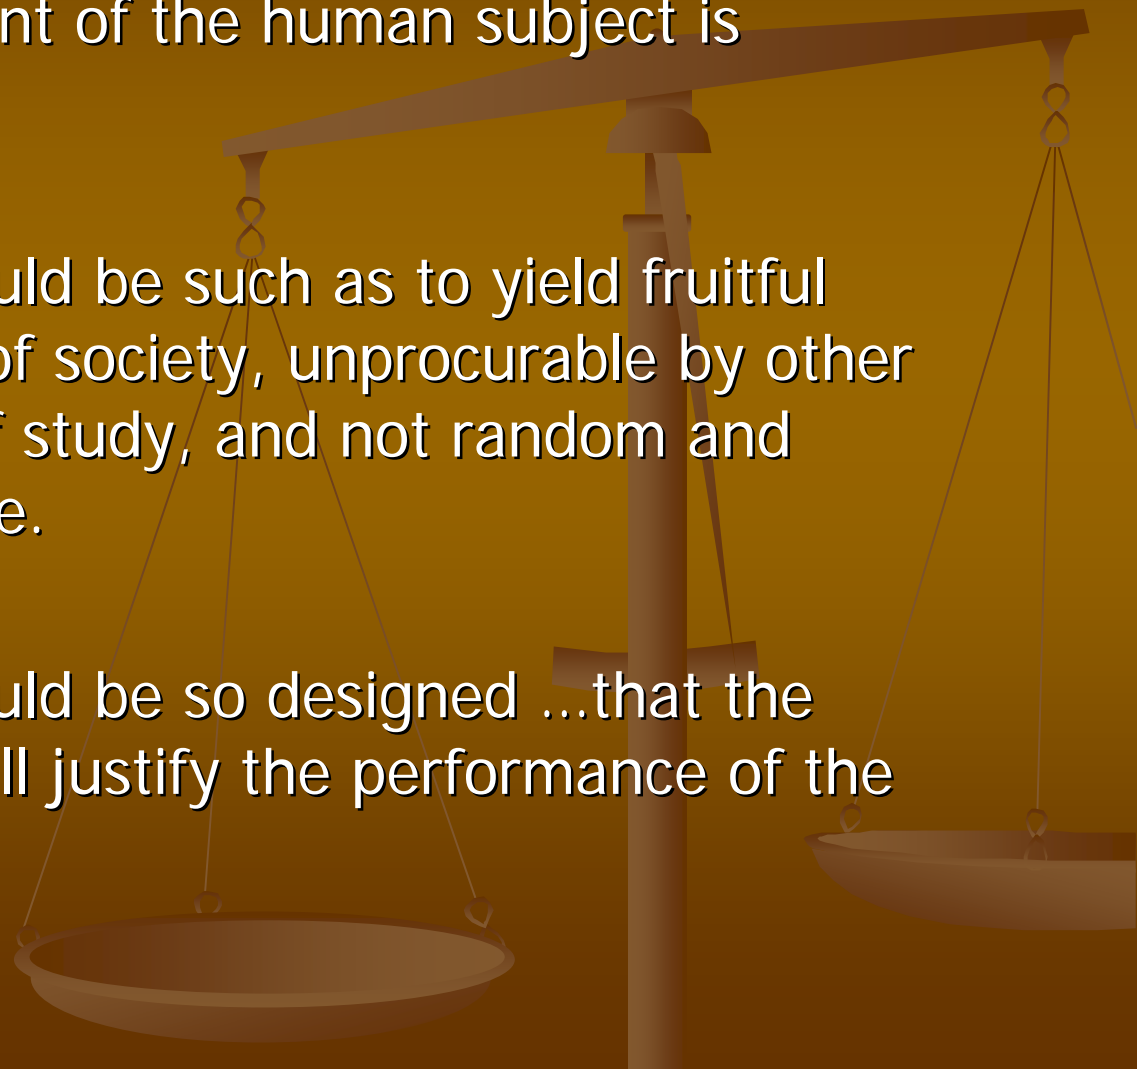 nt of the human subject is
uld be such as to yield fruitful
of society, unprocurable by other
f study, and not random and
e.
uld be so designed ...that the
ll justify the performance of the